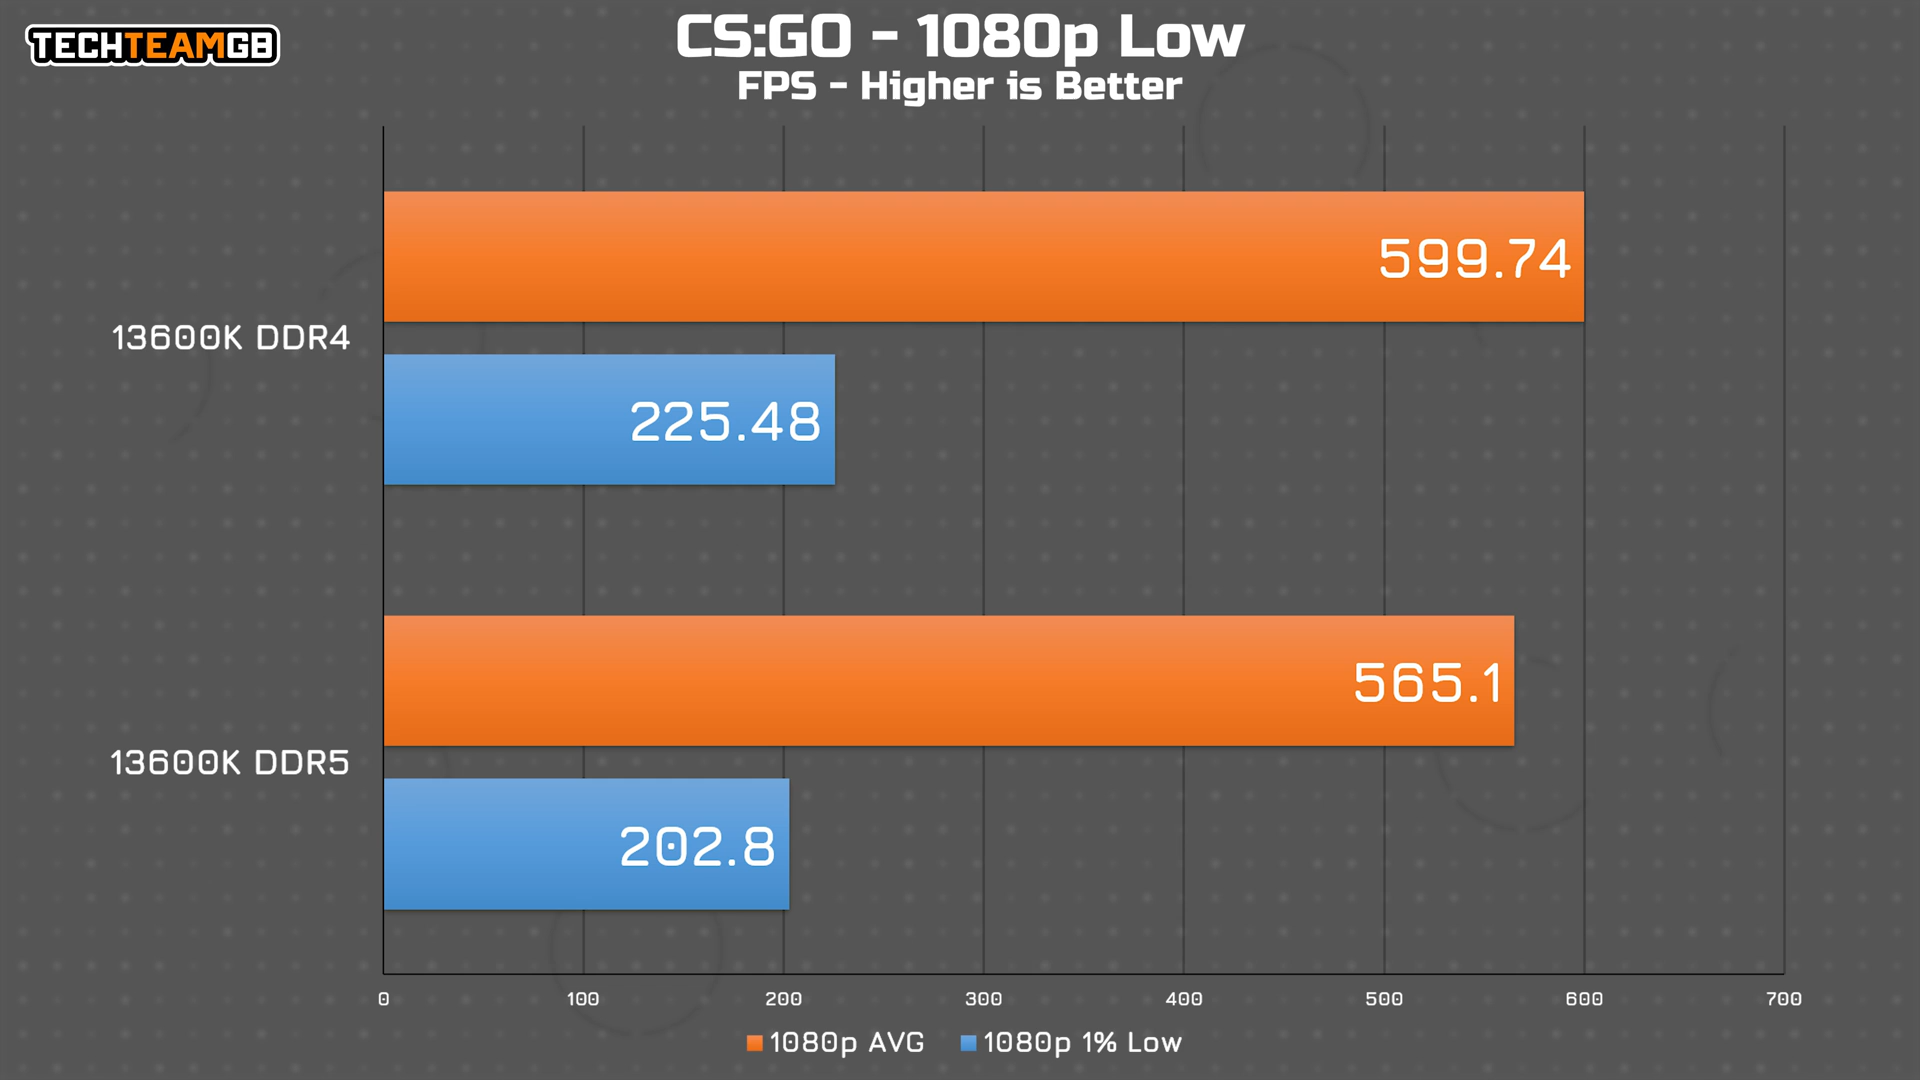 TECHTEAMGB
CS:GO - 1080p Low
FPS - Higher is Better
13600K DDR4
599.74
225.48
13600K DDR5
565.1
202.8
0 100 200 300 400 500 600 700
1080p AVG 1080p 1% Low